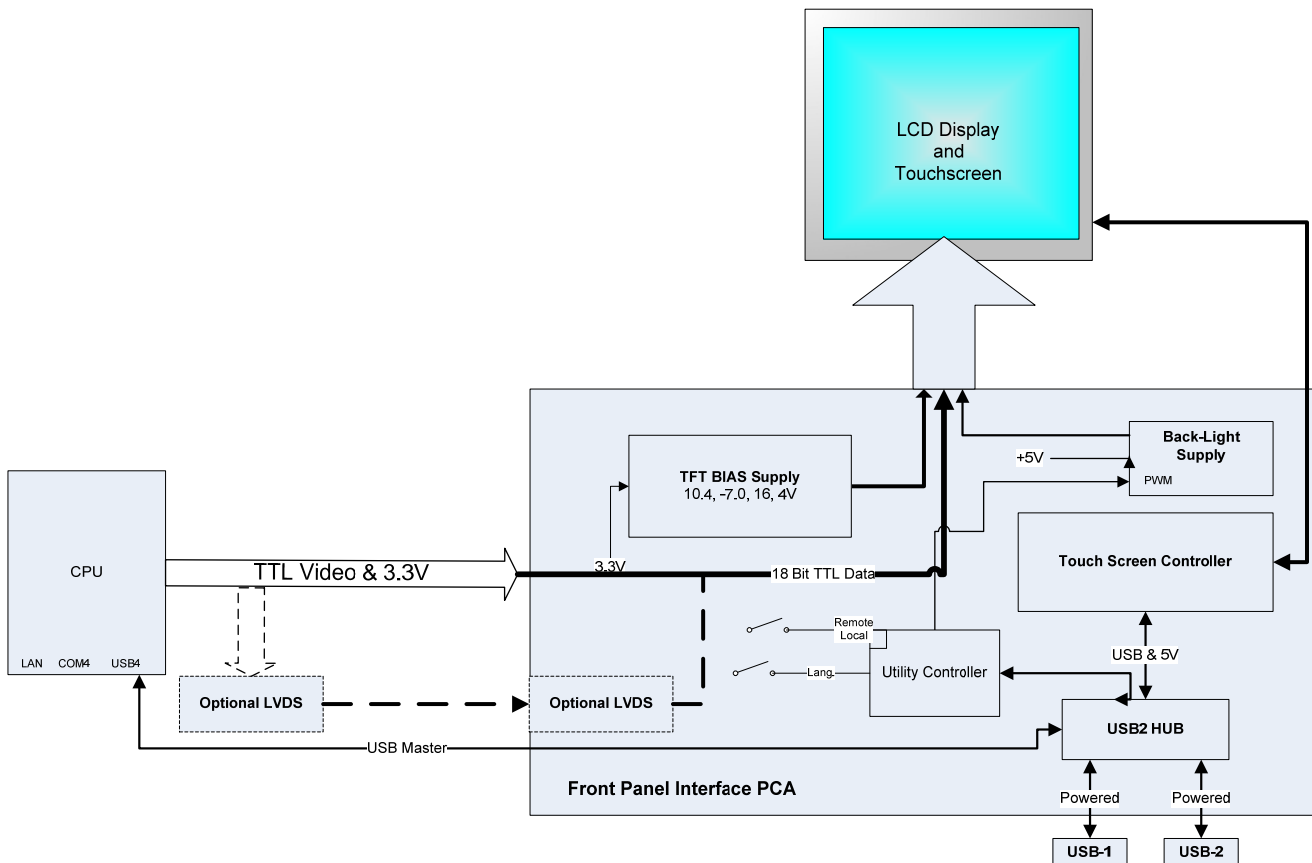 LCD Display
and
Touchscreen
Back-Light
Supply
+5V
PWM
TFT BIAS Supply
10.4, -7.0, 16, 4V
CPU
TTL Video & 3.3V
3.3V
18 Bit TTL Data
Touch Screen Controller
Remote
Local
Lang.
Utility Controller
USB & 5V
LAN COM4 USB4
Optional LVDS
Optional LVDS
USB2 HUB
USB Master
Front Panel Interface PCA
Powered
Powered
USB-1
USB-2